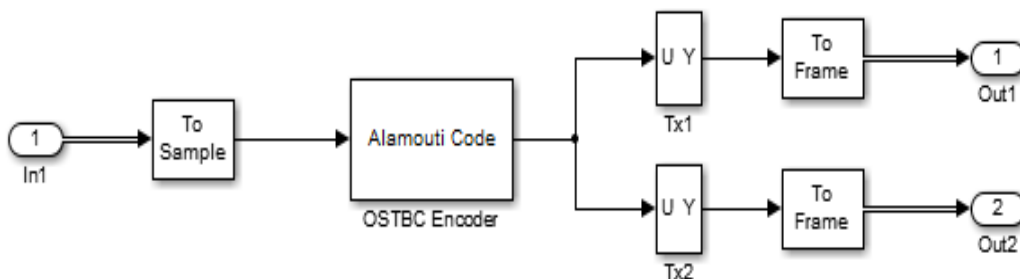 1
In1
To
Sample
Alamouti Code
OSTBC Encoder
U Y
Tx1
To
Frame
1
Out1
U Y
Tx2
To
Frame
2
Out2